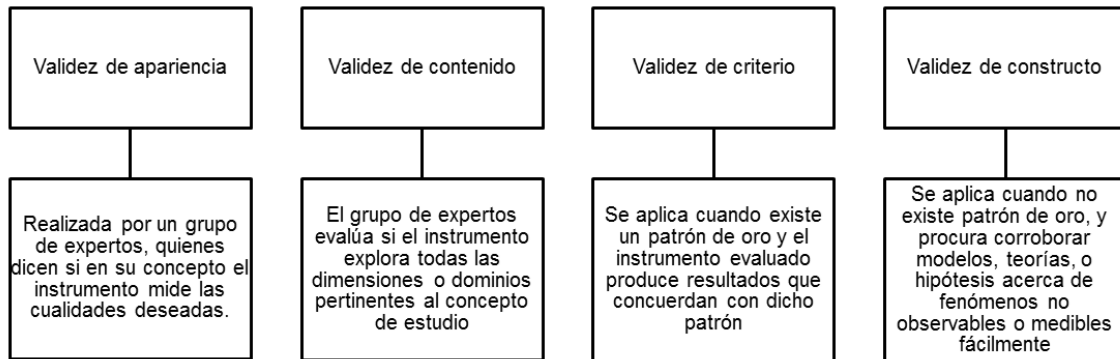 Validez de apariencia
Validez de contenido
Validez de criterio
Validez de constructo
Realizada por un grupo
de expertos, quienes
dicen si en su concepto el
instrumento mide las
cualidades deseadas.
El grupo de expertos
evalúa si el instrumento
explora todas las
dimensiones o dominios
pertinentes al concepto
de estudio
Se aplica cuando existe
un patrón de oro y el
instrumento evaluado
produce resultados que
concuerdan con dicho
patrón
Se aplica cuando no
existe patrón de oro, y
procura corroborar
modelos, teorías, o
hipótesis acerca de
fenómenos no
observables o medibles
fácilmente